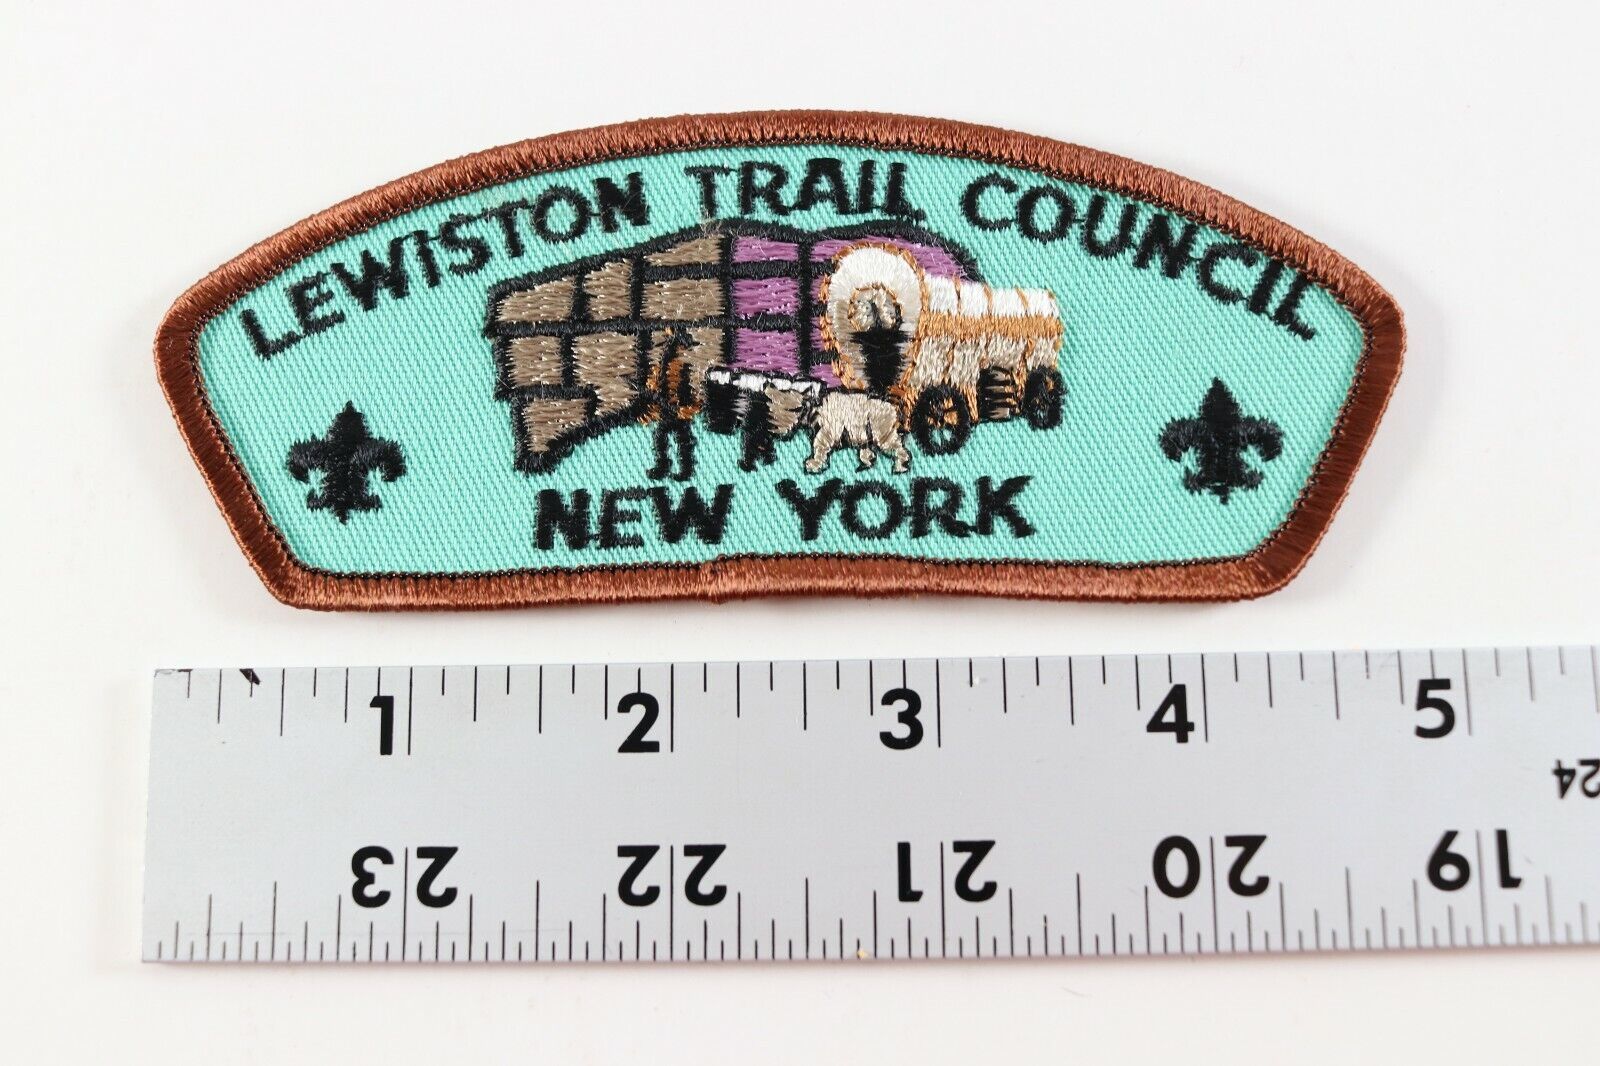 LEWISTON TRAIL COUNCIL
NEW YORK
1 2 3 4 5
24
23 22 21 20 19